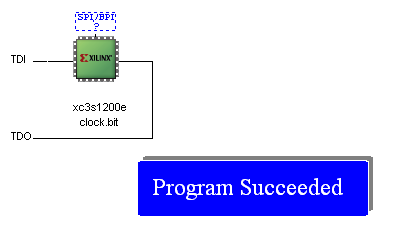 SPI/BPI
?
TDI
XILINX
xc3s1200e
clock.bit
TDO
Program Succeeded